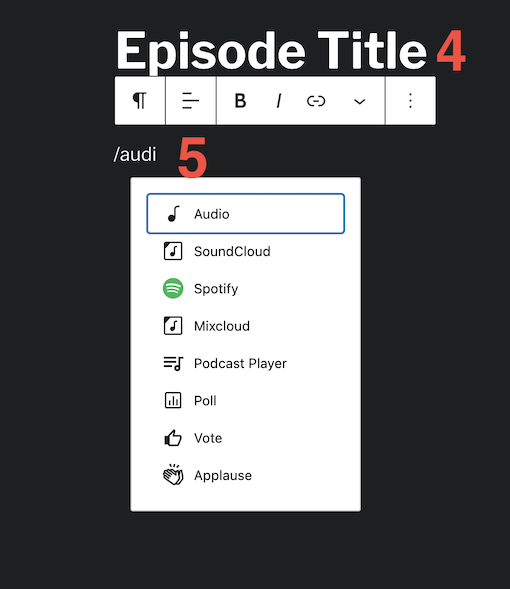 Episode Title 4
B I
/audi 5
Audio
SoundCloud
Spotify
Mixcloud
Podcast Player
Poll
Vote
Applause